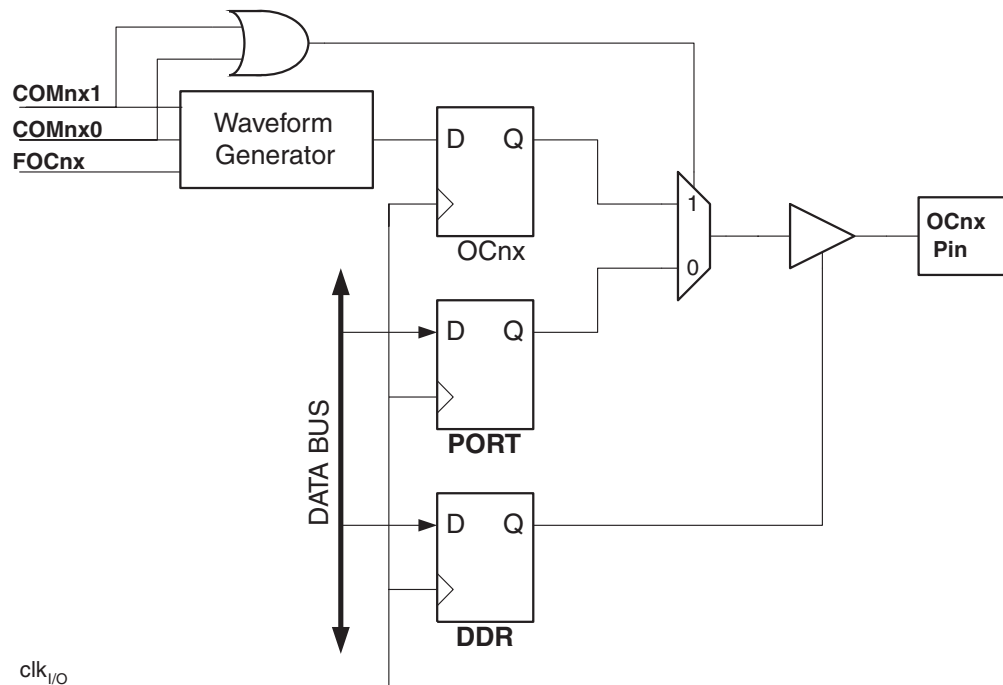 COMnx1
COMnx0
FOCnx
Waveform
Generator
D Q
OCnx
1
0
OCnx
Pin
D Q
PORT
DATA BUS
D Q
DDR
clkI/O